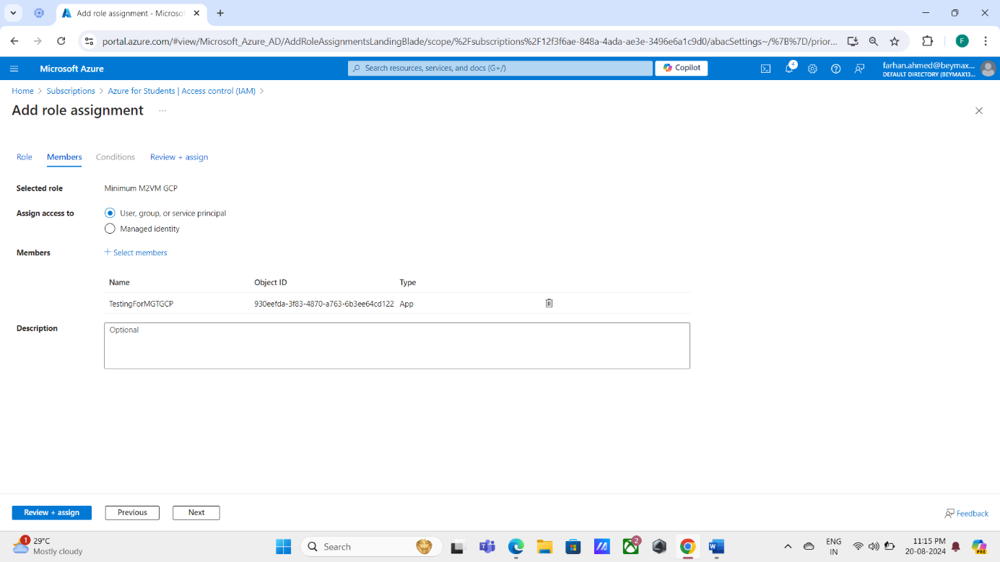 Add role assignment - Microsof
portal.azure.com/#view/Microsoft_Azure_AD/AddRoleAssignmentsLandingBlade/scope/%2Fsubscriptions%2F12f3f6ae-848a-4ada-ae3e-3496e6a1c9d0/abacSettings~/%7B%7D/prior...
F
Microsoft Azure
Search resources, services, and docs (G+/)
Copilot
4
farhan.ahmed@beymax...
DEFAULT DIRECTORY (BEYMAX13...
Home > Subscriptions > Azure for Students | Access control (IAM) >
Add role assignment ...
Role Members Conditions Review + assign
Selected role Minimum M2VM GCP
Assign access to User, group, or service principal
Managed identity
Members + Select members
Name Object ID Type
TestingForMGTGCP 930eefda-3f83-4870-a763-6b3ee64cd122 App
Description Optional
Review + assign Previous Next
Feedback
1
29°C
Mostly cloudy
Search
2
W
ENG
IN
11:15 PM
20-08-2024
PRE